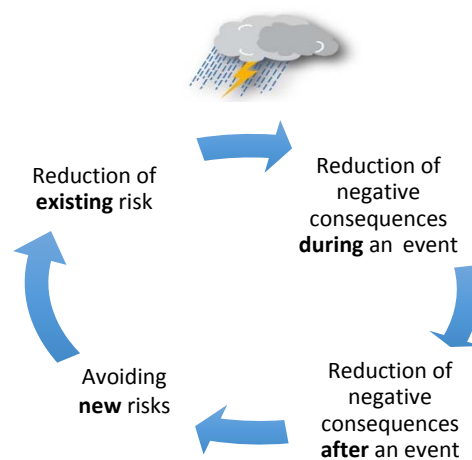 Reduction of
existing risk
Reduction of
negative
consequences
during an event
Reduction of
negative
consequences
after an event
Avoiding
new risks